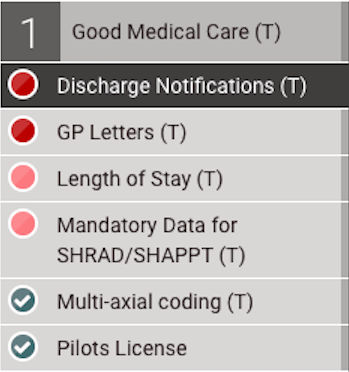 1 Good Medical Care (T)
Discharge Notifications (T)
GP Letters (T)
Length of Stay (T)
Mandatory Data for
SHRAD/SHAPPT (T)
Multi-axial coding (T)
Pilots License